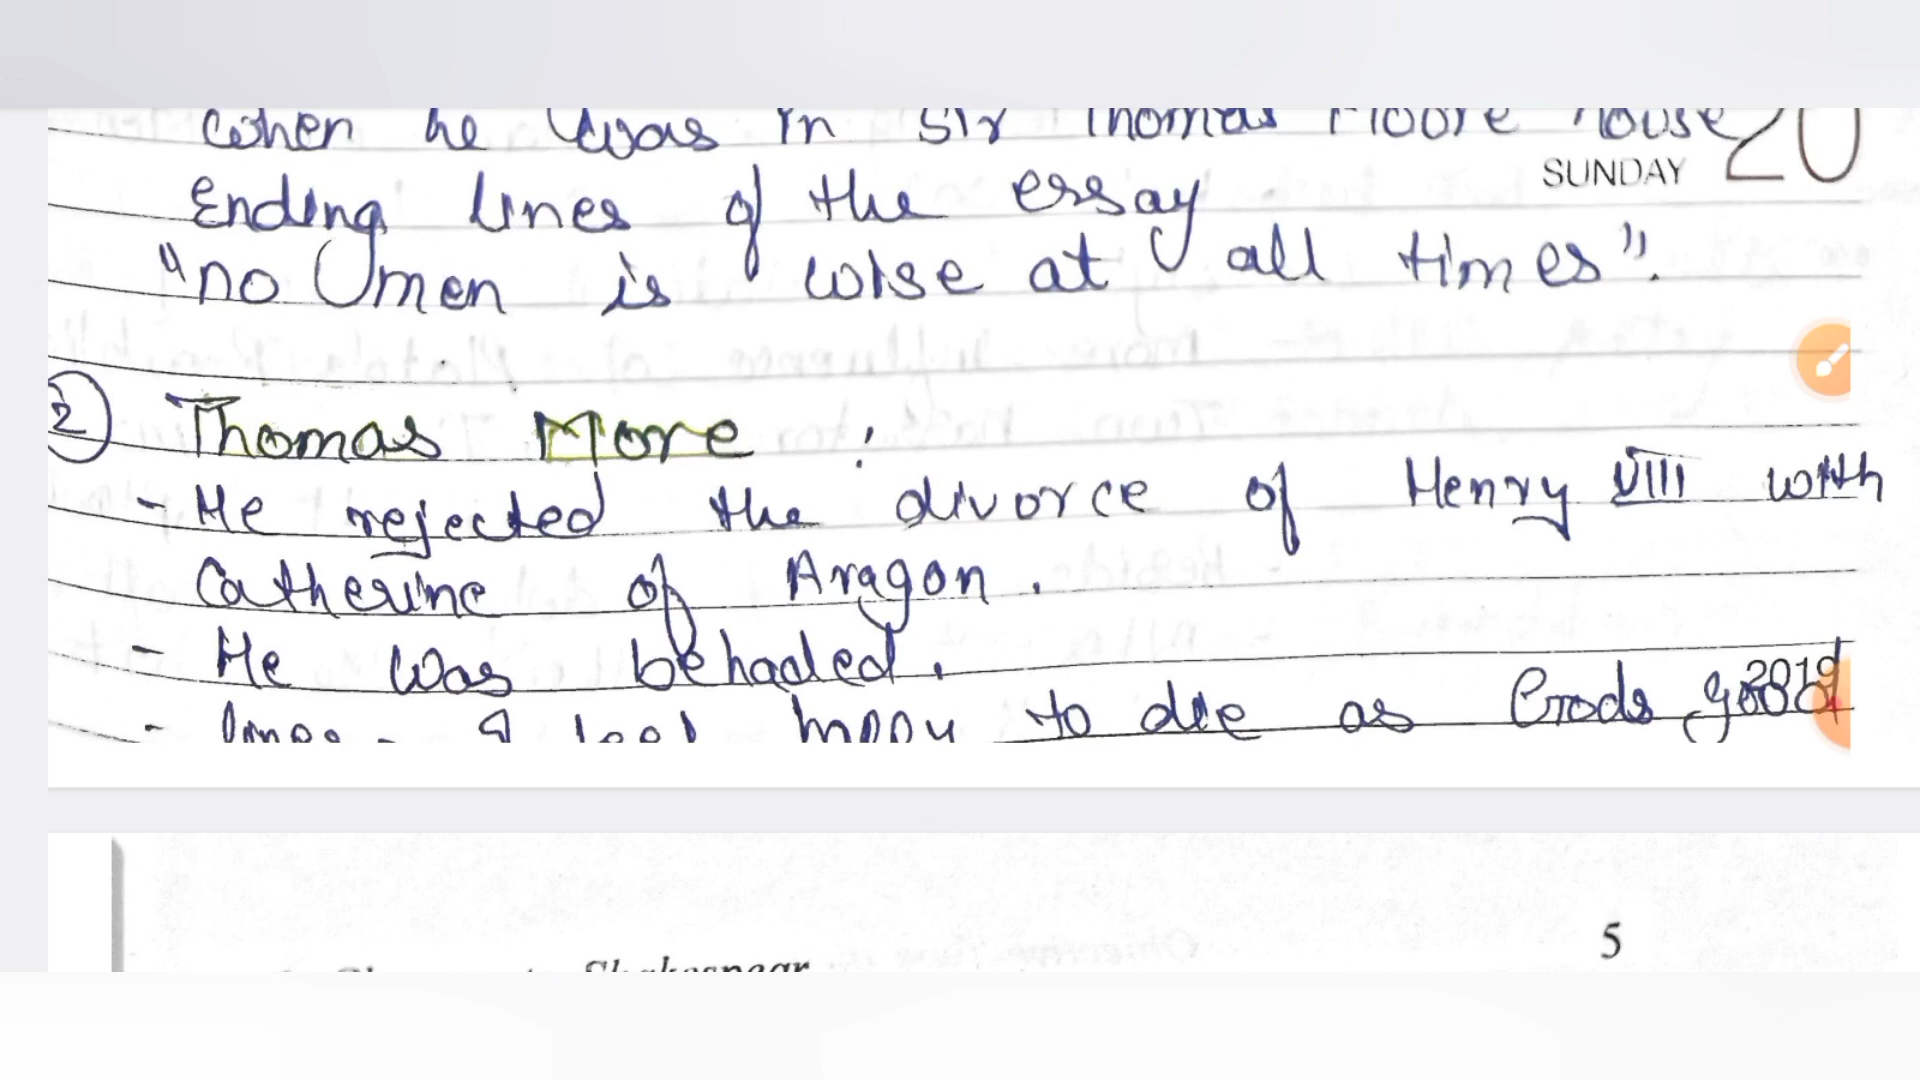 when he was in Sir Thomas Moore house
20
SUNDAY
Ending lines of the essay
"no men is wise at all times".
2 Thomas More :
- He rejected the divorce of Henry VIII with
Catherine of Aragon.
- He was behaded.
- to die as Gods good
2019
5
Shakespear